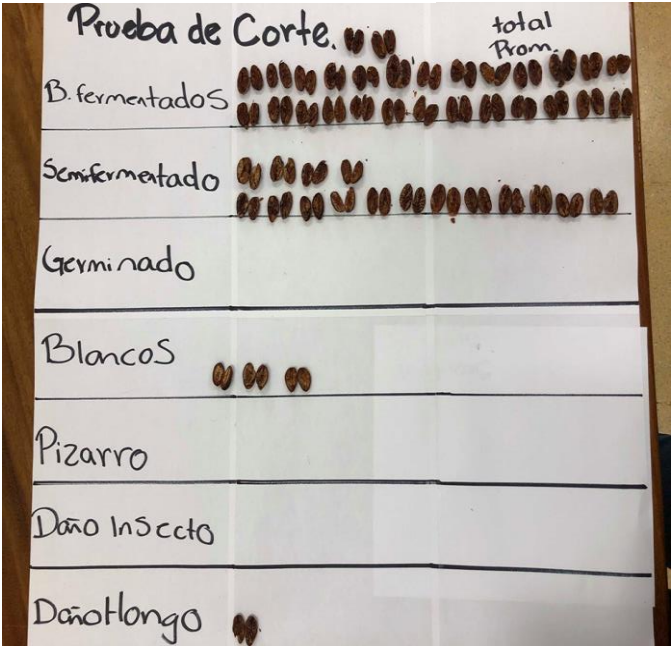 Prueba de Corte.
total
Prom.
B. fermentados
Semifermentado
Germinado
Blancos
Pizarro
Daño Insecto
Daño Hongo